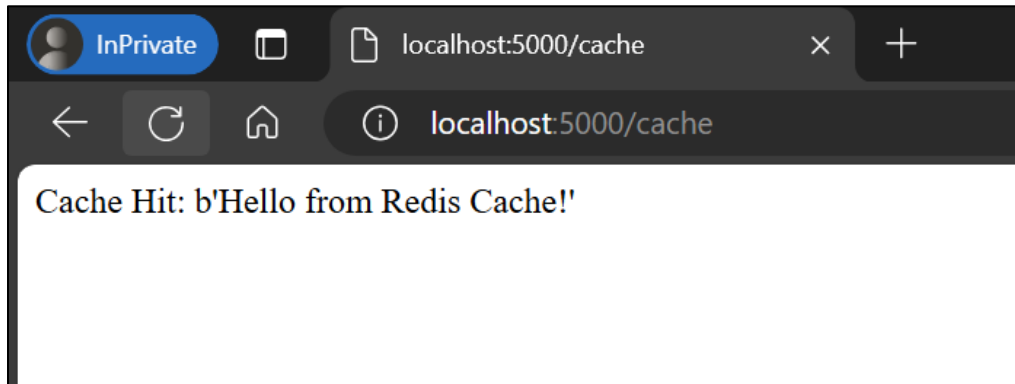 InPrivate
localhost:5000/cache
localhost:5000/cache
Cache Hit: b'Hello from Redis Cache!'